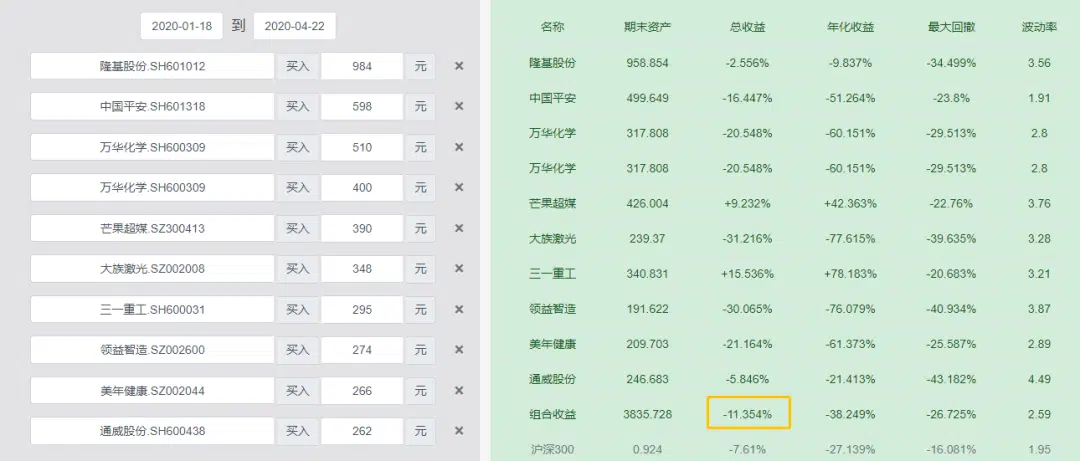 2020-01-18 到 2020-04-22
隆基股份.SH601012 买入 984 元 ×
中国平安.SH601318 买入 598 元 ×
万华化学.SH600309 买入 510 元 ×
万华化学.SH600309 买入 400 元 ×
芒果超媒.SZ300413 买入 390 元 ×
大族激光.SZ002008 买入 348 元 ×
三一重工.SH600031 买入 295 元 ×
领益智造.SZ002600 买入 274 元 ×
美年健康.SZ002044 买入 266 元 ×
通威股份.SH600438 买入 262 元 ×
名称 期末资产 总收益 年化收益 最大回撤 波动率
隆基股份 958.854 -2.556% -9.837% -34.499% 3.56
中国平安 499.649 -16.447% -51.264% -23.8% 1.91
万华化学 317.808 -20.548% -60.151% -29.513% 2.8
万华化学 317.808 -20.548% -60.151% -29.513% 2.8
芒果超媒 426.004 +9.232% +42.363% -22.76% 3.76
大族激光 239.37 -31.216% -77.615% -39.635% 3.28
三一重工 340.831 +15.536% +78.183% -20.683% 3.21
领益智造 191.622 -30.065% -76.079% -40.934% 3.87
美年健康 209.703 -21.164% -61.373% -25.587% 2.89
通威股份 246.683 -5.846% -21.413% -43.182% 4.49
组合收益 3835.728 -11.354% -38.249% -26.725% 2.59
沪深300 0.924 -7.61% -27.139% -16.081% 1.95